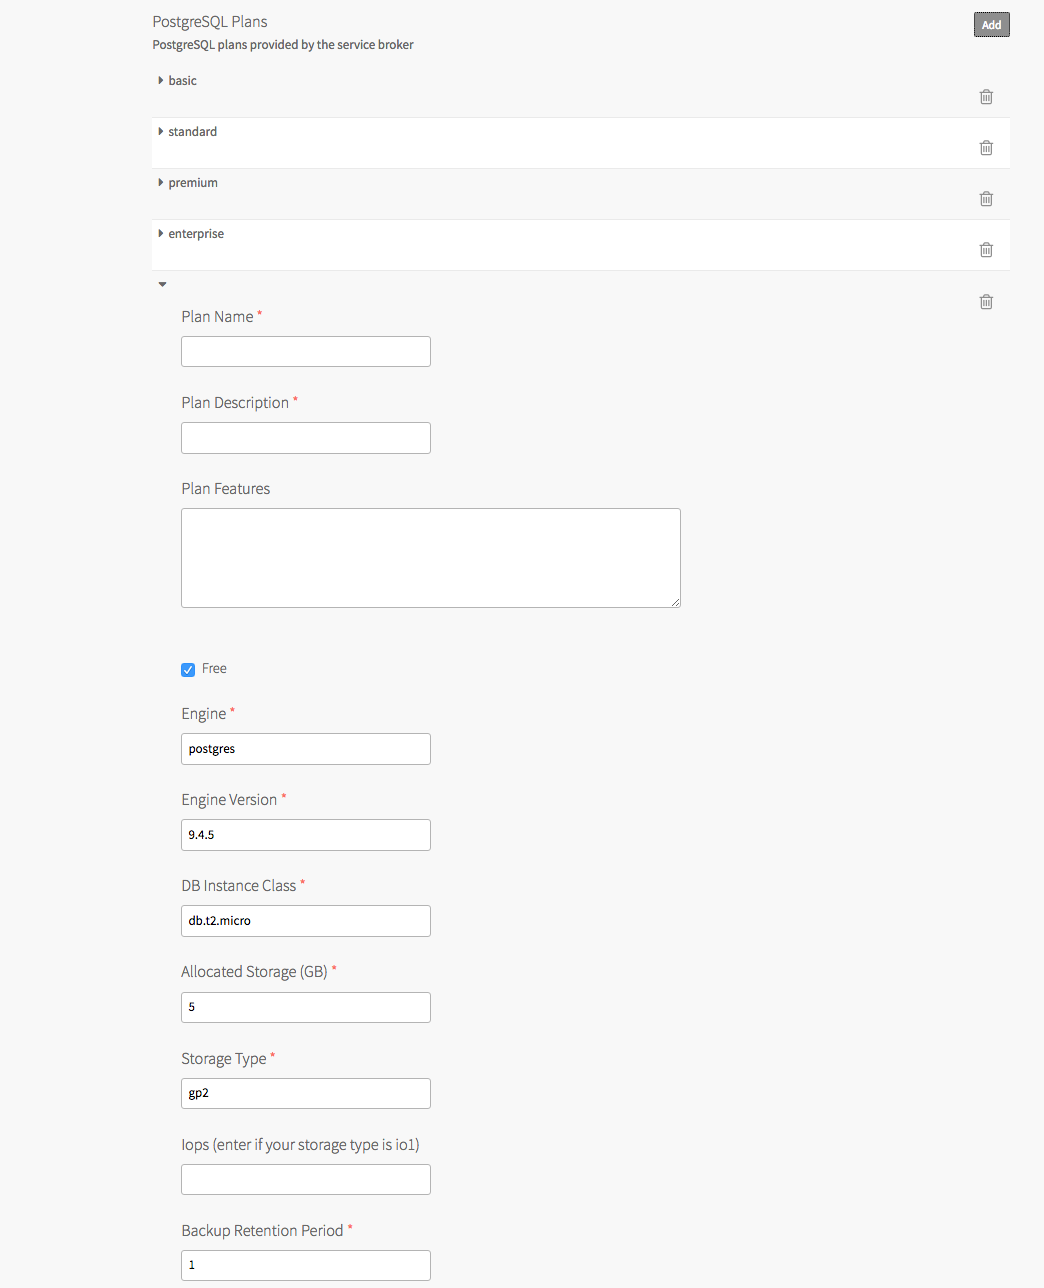 PostgreSQL Plans
Add
PostgreSQL plans provided by the service broker
basic
standard
premium
enterprise
Plan Name *
Plan Description *
Plan Features
Free
Engine *
postgres
Engine Version *
9.4.5
DB Instance Class *
db.t2.micro
Allocated Storage (GB) *
5
Storage Type *
gp2
Iops (enter if your storage type is io1)
Backup Retention Period *
1